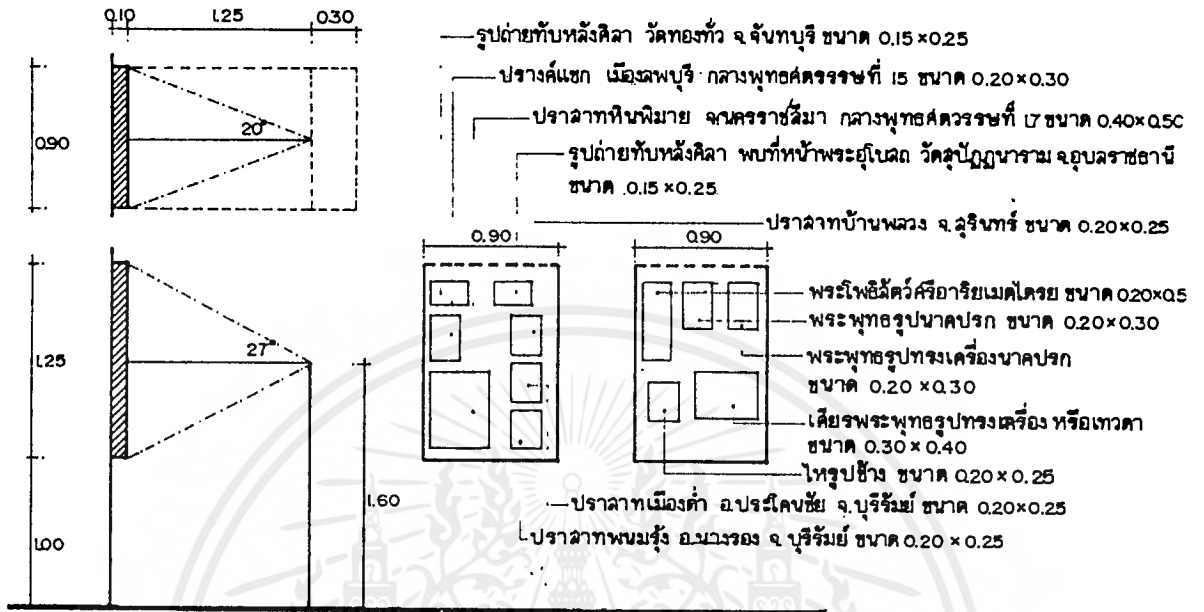 0.10 1.25 0.30
รูปถ่ายทับหลังศิลา วัดทองทั่ว จ.จันทบุรี ขนาด 0.15×0.25
ปรางค์แขก เมืองลพบุรี กลางพุทธศตรรรษที่ 15 ขนาด 0.20×0.30
ปราสาทหินพิมาย จ.นครราชสีมา กลางพุทธศตวรรษที่ 17 ขนาด 0.40×0.50
รูปถ่ายทับหลังศิลา พบที่หน้าพระอุโบสถ วัดสุปัฏฏนาราม จ.อุบลราชธานี
ขนาด 0.15×0.25
ปราสาทบ้านพลวง จ.สุรินทร์ ขนาด 0.20×0.25
20°
0.90
0.90
0.90
พระโพธิสัตว์ศรีอาริยเมตไตรย ขนาด 0.20×0.5
พระพุทธรูปนาคปรก ขนาด 0.20×0.30
พระพุทธรูปทรงเครื่องนาคปรก
ขนาด 0.20×0.30
เศียรพระพุทธรูปทรงเครื่อง หรือเทวดา
ขนาด 0.30×0.40
ไหรูปช้าง ขนาด 0.20×0.25
27°
1.25
1.60
1.00
ปราสาทเมืองต่ำ อ.ประโคนชัย จ.บุรีรัมย์ ขนาด 0.20×0.25
ปราสาทพนมรุ้ง อ.นางรอง จ.บุรีรัมย์ ขนาด 0.20×0.25